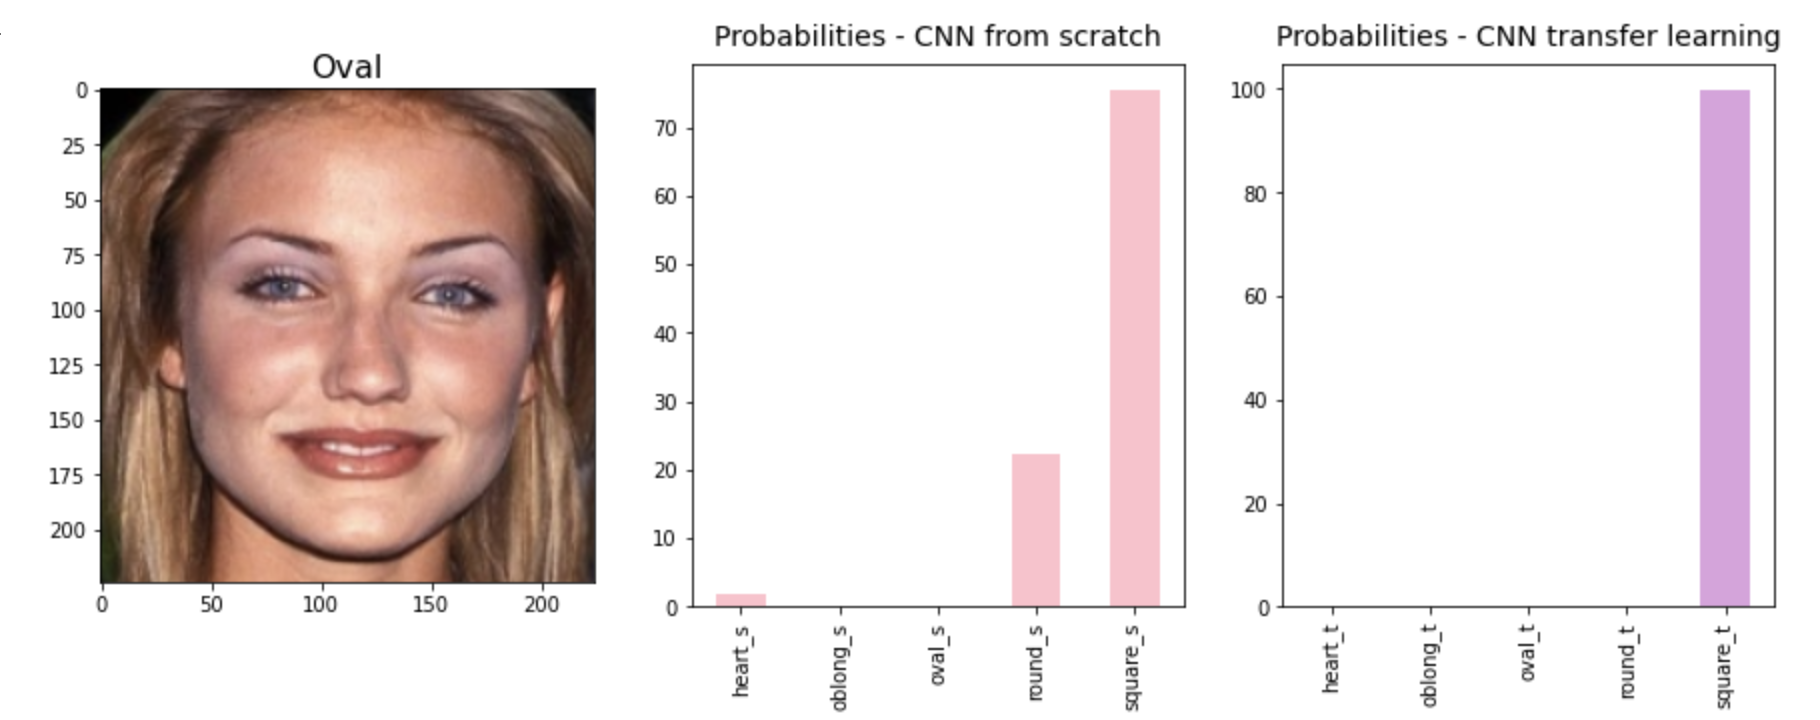 Oval
0
25
50
75
100
125
150
175
200
0 50 100 150 200
Probabilities - CNN from scratch
70
60
50
40
30
20
10
0
heart_s
oblong_s
oval_s
round_s
square_s
Probabilities - CNN transfer learning
100
80
60
40
20
0
heart_t
oblong_t
oval_t
round_t
square_t